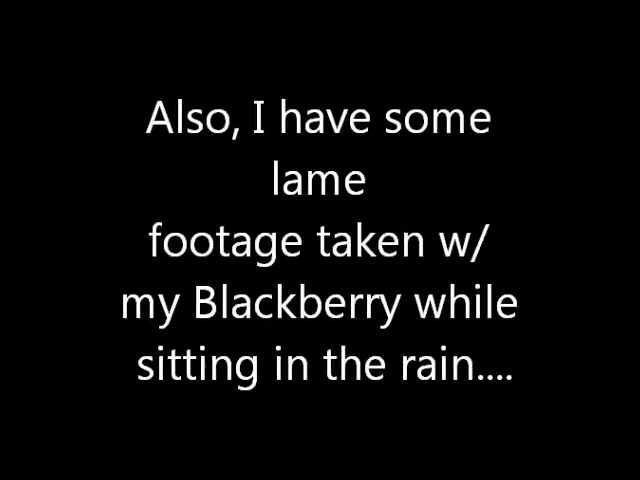 Also, I have some
lame
footage taken w/
my Blackberry while
sitting in the rain....